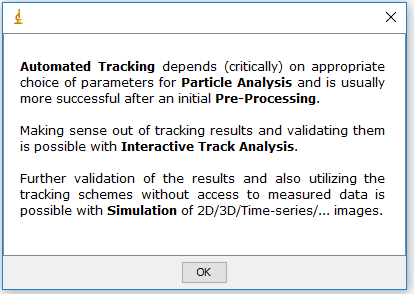 Automated Tracking depends (critically) on appropriate
choice of parameters for Particle Analysis and is usually
more successful after an initial Pre-Processing.
Making sense out of tracking results and validating them
is possible with Interactive Track Analysis.
Further validation of the results and also utilizing the
tracking schemes without access to measured data is
possible with Simulation of 2D/3D/Time-series/... images.
OK